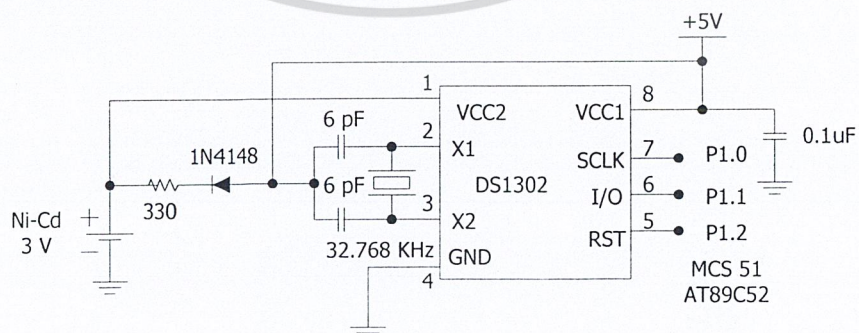 +5V
1
8
VCC2
VCC1
6 pF
2
0.1uF
X1
1N4148
SCLK
7
P1.0
DS1302
6 pF
I/O
6
P1.1
330
3
X2
RST
5
P1.2
Ni-Cd
+
3 V
−
32.768 KHz
GND
4
MCS 51
AT89C52